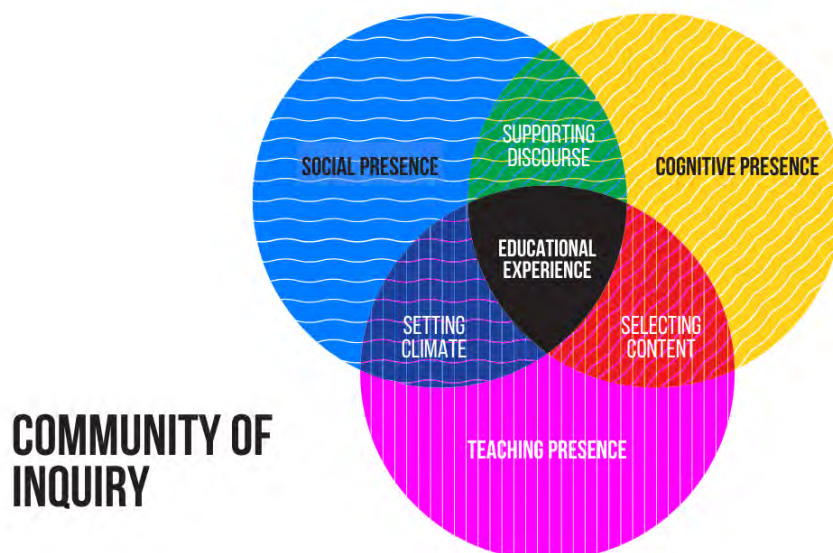 SUPPORTING
DISCOURSE
SOCIAL PRESENCE
COGNITIVE PRESENCE
EDUCATIONAL
EXPERIENCE
SETTING
CLIMATE
SELECTING
CONTENT
COMMUNITY OF
INQUIRY
TEACHING PRESENCE